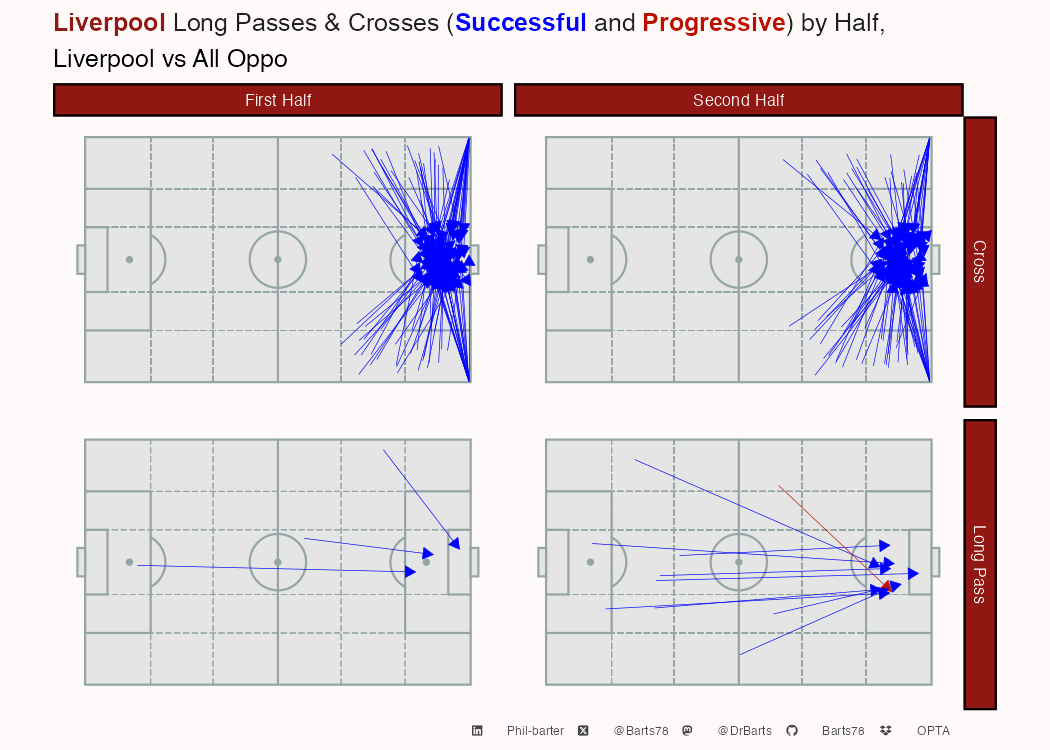 Liverpool Long Passes & Crosses (Successful and Progressive) by Half,
Liverpool vs All Oppo
First Half
Second Half
Cross
Long Pass
Phil-barter @Barts78 @DrBarts Barts78 OPTA